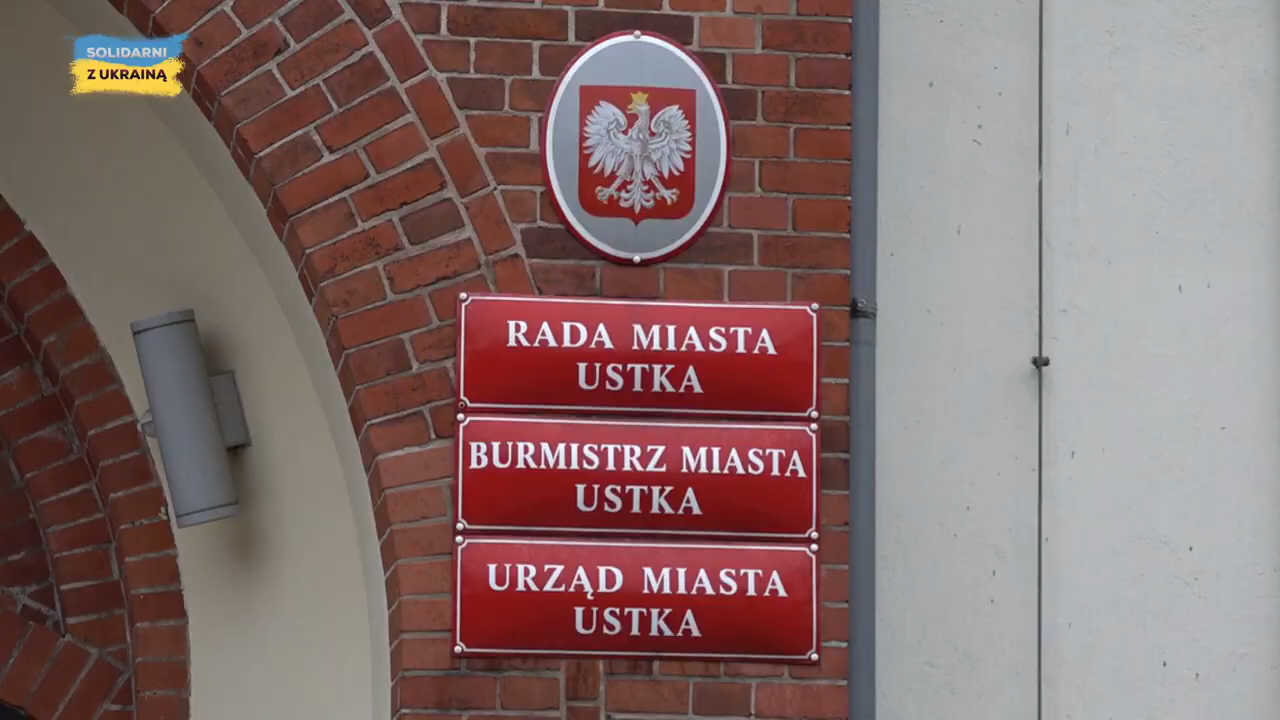 SOLIDARNI
Z UKRAINĄ
RADA MIASTA
USTKA
BURMISTRZ MIASTA
USTKA
URZĄD MIASTA
USTKA